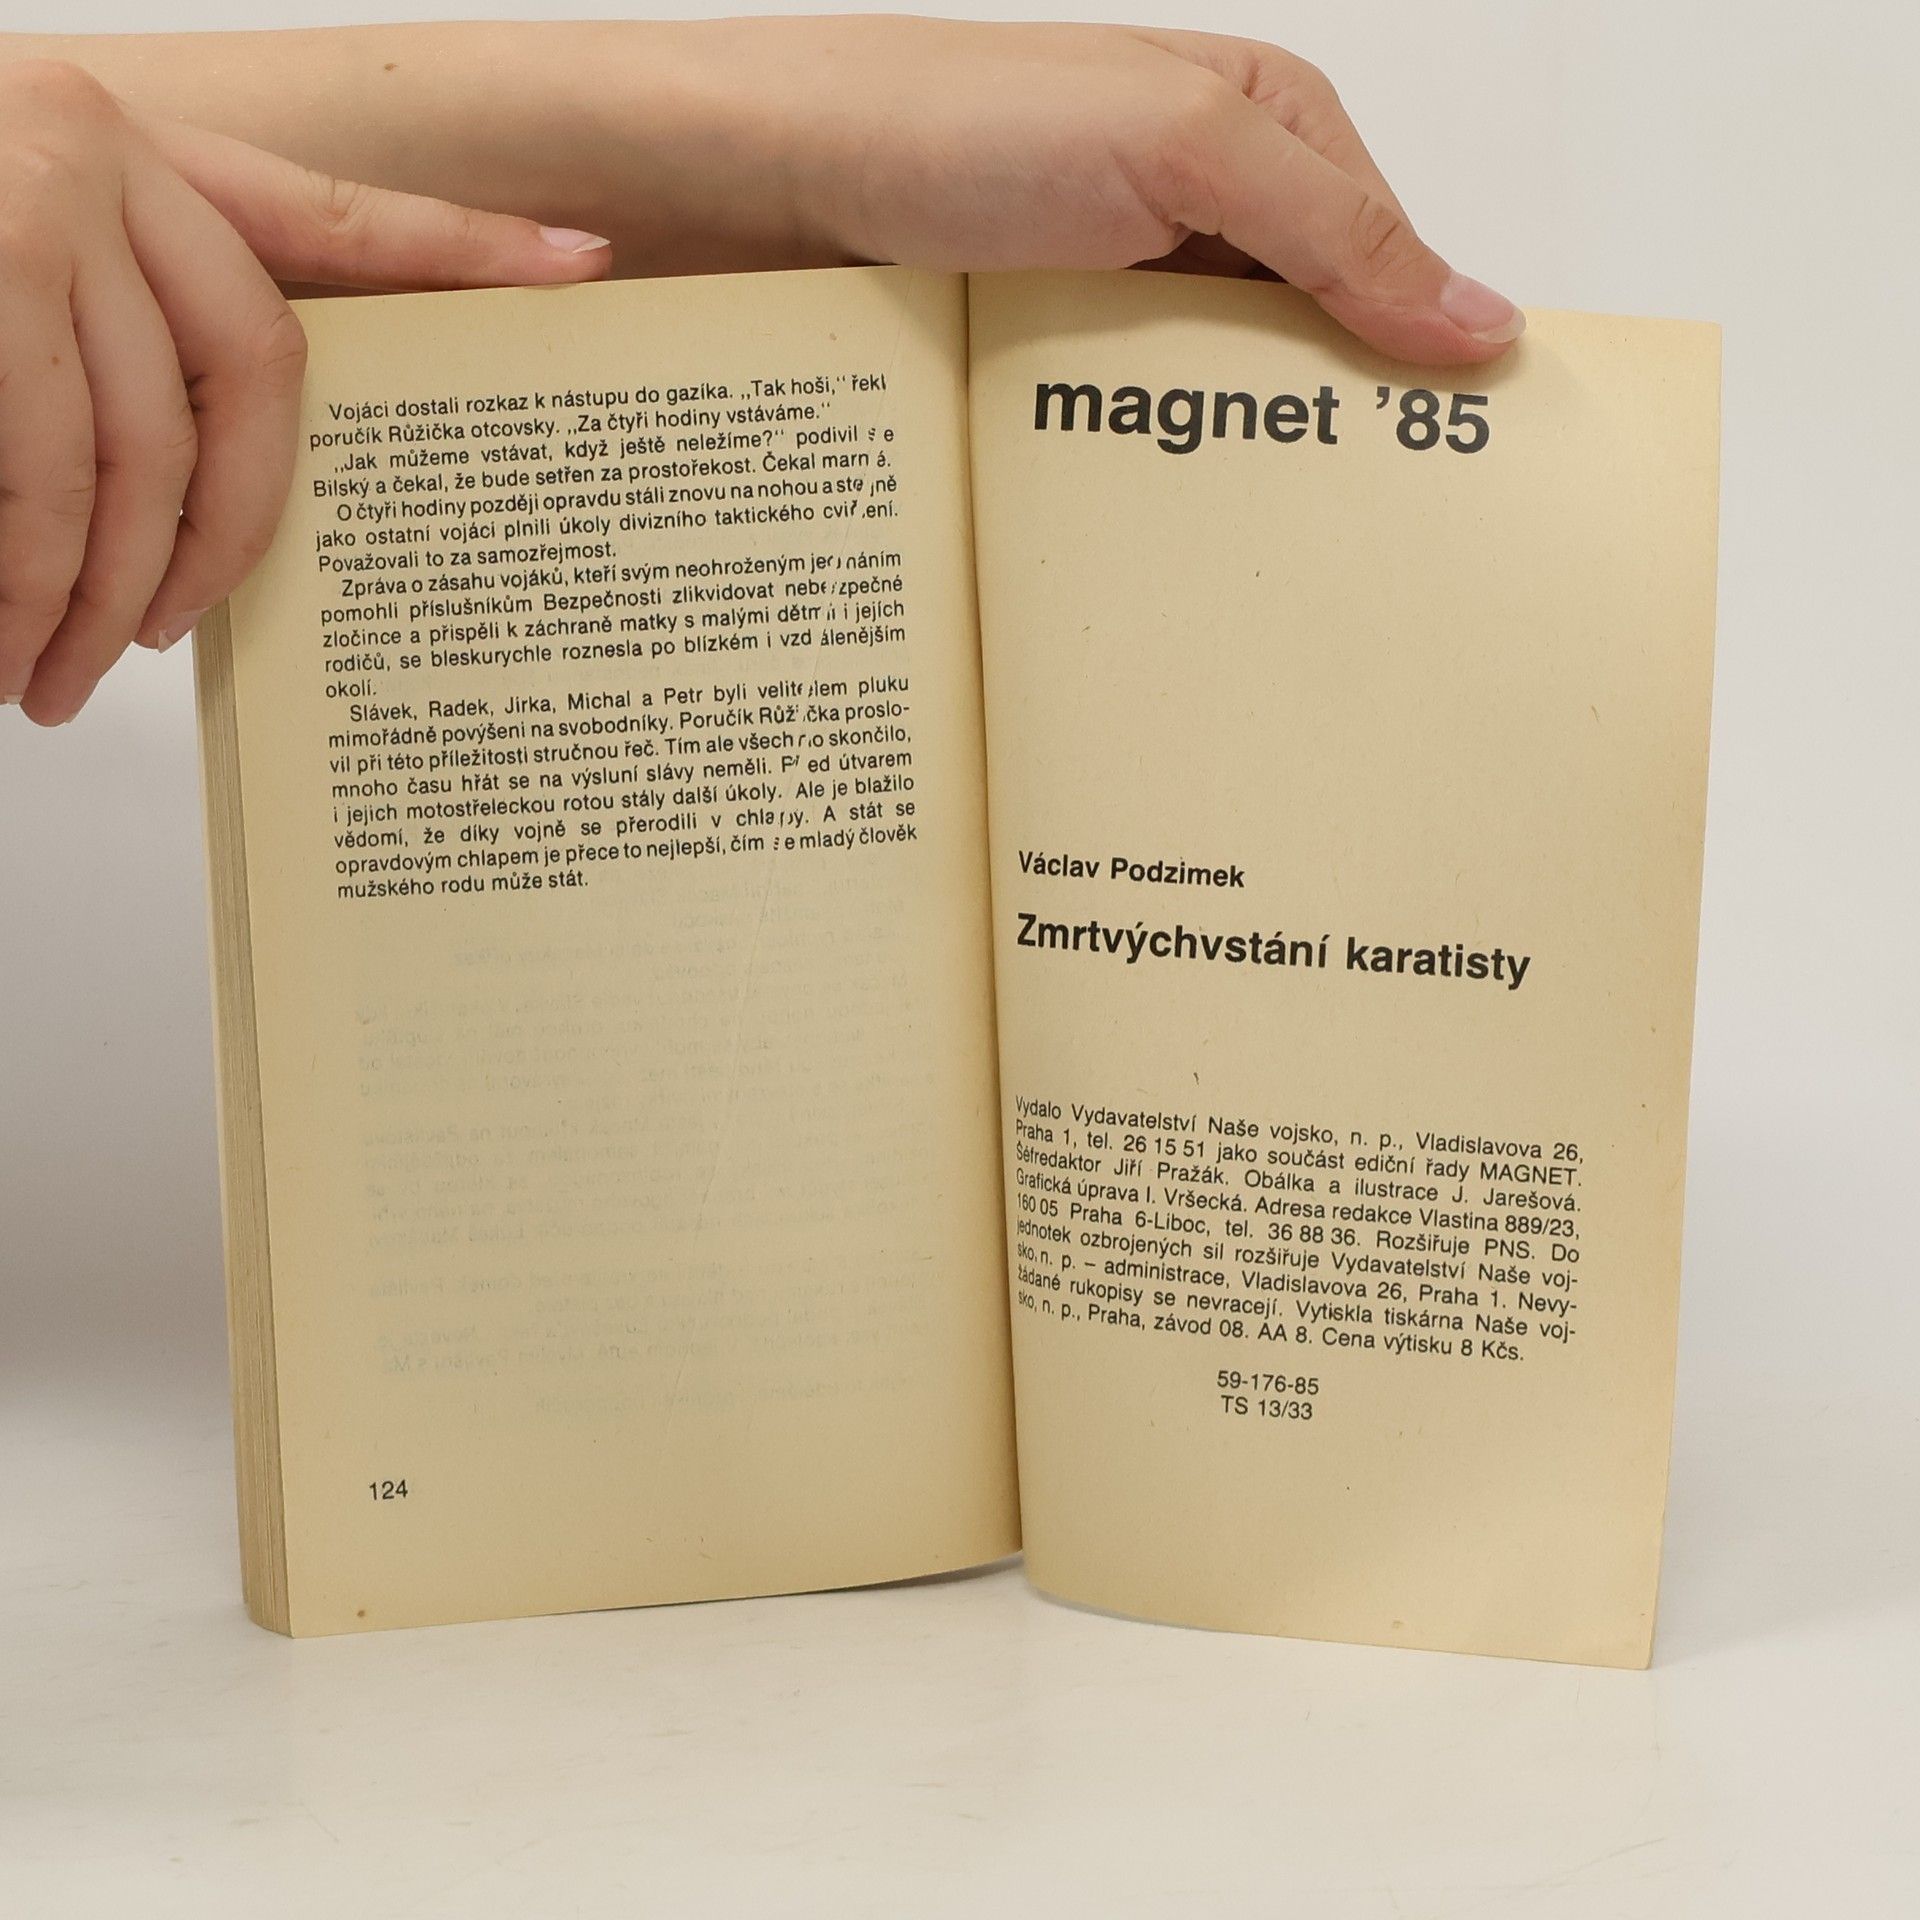 Vojáci dostali rozkaz k nástupu do gazíka. „Tak hoši,“ řekl
poručík Růžička otcovsky. „Za čtyři hodiny vstáváme.“
„Jak můžeme vstávat, když ještě neležíme?“ podivil se
Bilský a čekal, že bude setřen za prostořekost. Čekal marně.
O čtyři hodiny později opravdu stáli znovu na nohou a stejně
jako ostatní vojáci plnili úkoly divizního taktického cvičení.
Považovali to za samozřejmost.
Zpráva o zásahu vojáků, kteří svým neohroženým jednáním
pomohli příslušníkům Bezpečnosti zlikvidovat nebezpečné
zločince a přispěli k záchraně matky s malými dětmi i jejích
rodičů, se bleskurychle roznesla po blízkém i vzdálenějším
okolí.
Slávek, Radek, Jirka, Michal a Petr byli velitelem pluku
mimořádně povýšeni na svobodníky. Poručík Růžička proslo-
vil při této příležitosti stručnou řeč. Tím ale všechno skončilo,
mnoho času hřát se na výsluní slávy neměli. Před útvarem
i jejich motostřeleckou rotou stály další úkoly. Ale je blažilo
vědomí, že díky vojně se přerodili v chlapy. A stát se
opravdovým chlapem je přece to nejlepší, čím se mladý člověk
mužského rodu může stát.
124
magnet ’85
Václav Podzimek
Zmrtvýchvstání karatisty
Vydalo Vydavatelství Naše vojsko, n. p., Vladislavova 26,
Praha 1, tel. 26 15 51 jako součást ediční řady MAGNET.
Šéfredaktor Jiří Pražák. Obálka a ilustrace J. Jarešová.
Grafická úprava I. Vršecká. Adresa redakce Vlastina 889/23,
160 05 Praha 6-Liboc, tel. 36 88 36. Rozšiřuje PNS. Do
jednotek ozbrojených sil rozšiřuje Vydavatelství Naše voj-
sko, n. p. – administrace, Vladislavova 26, Praha 1. Nevy-
žádané rukopisy se nevracejí. Vytiskla tiskárna Naše voj-
sko, n. p., Praha, závod 08. AA 8. Cena výtisku 8 Kčs.
59-176-85
TS 13/33